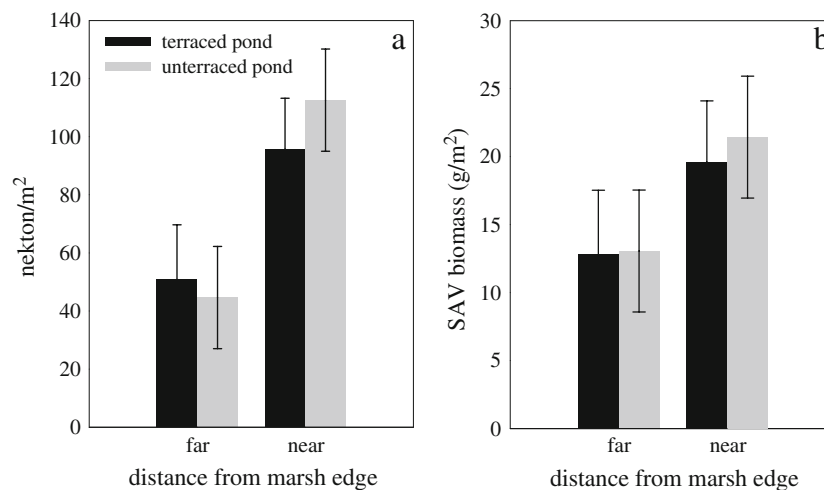 a
terraced pond
unterraced pond
140
120
100
80
60
40
20
0
nekton/m²
far near
distance from marsh edge
b
30
25
20
15
10
5
0
SAV biomass (g/m²)
far near
distance from marsh edge